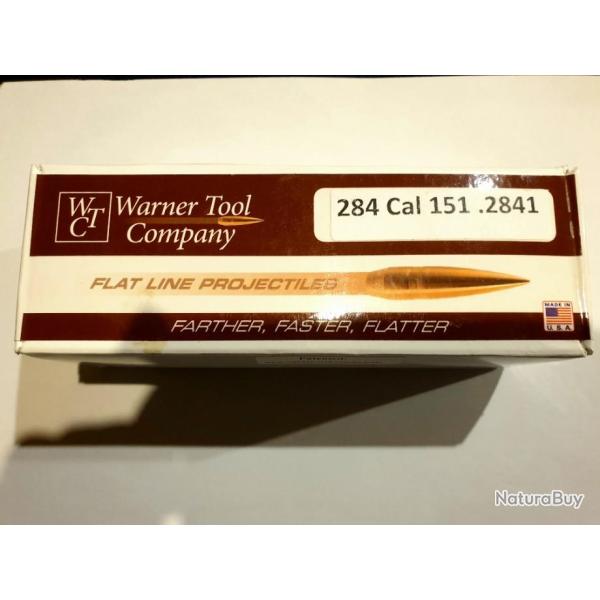 WTC
Warner Tool
Company
284 Cal 151 .2841
FLAT LINE PROJECTILES
MADE IN
U.S.A
FARTHER, FASTER, FLATTER
NaturaBuy